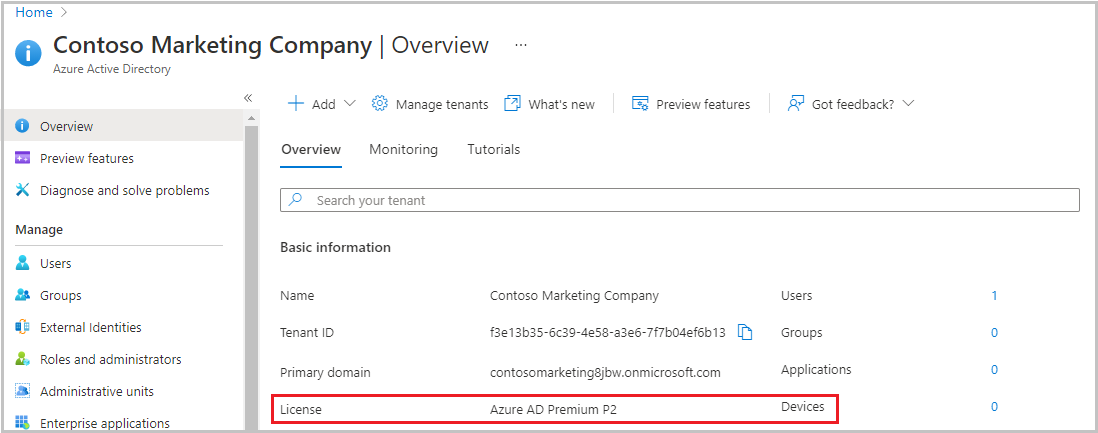 Home >
Contoso Marketing Company | Overview ...
Azure Active Directory
«
Add
Manage tenants
What's new
Preview features
Got feedback?
Overview
Preview features
Diagnose and solve problems
Manage
Users
Groups
External Identities
Roles and administrators
Administrative units
Enterprise applications
Overview
Monitoring
Tutorials
Search your tenant
Basic information
Name Contoso Marketing Company Users 1
Tenant ID f3e13b35-6c39-4e58-a3e6-7f7b04ef6b13 Groups 0
Primary domain contosomarketing8jbw.onmicrosoft.com Applications 0
License Azure AD Premium P2 Devices 0